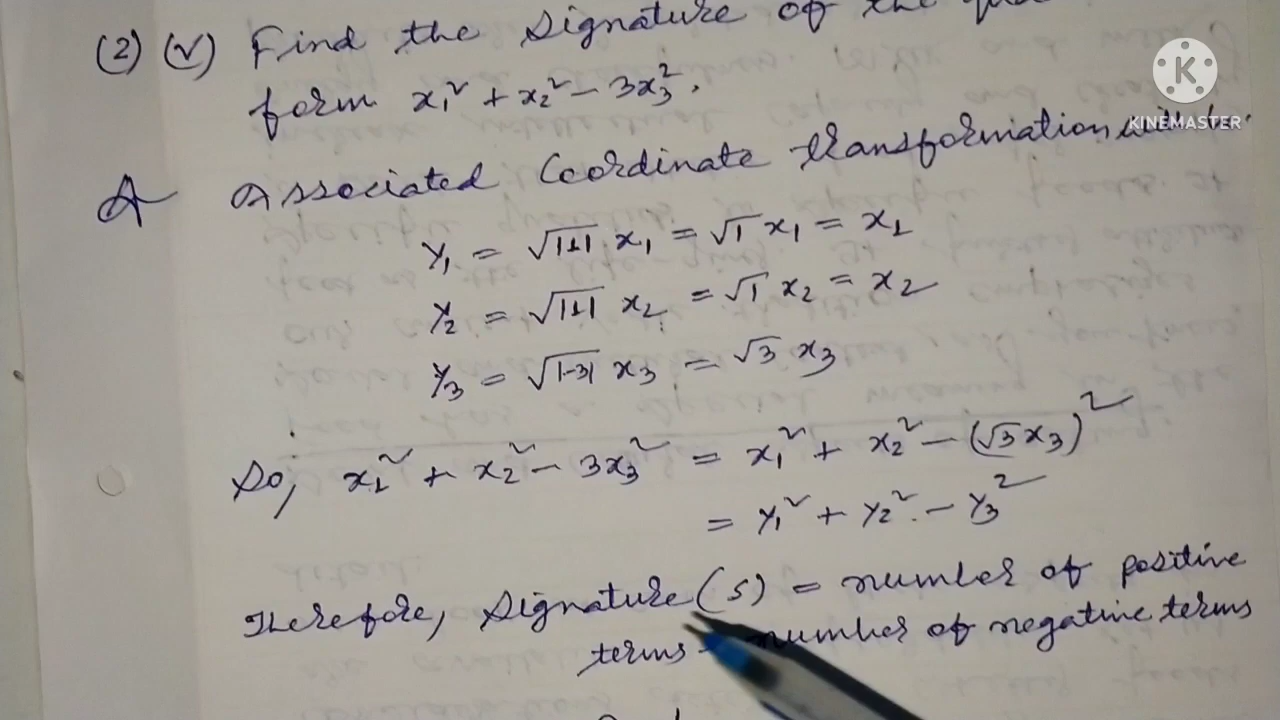 (2) (v) Find the signature of the
form x₁² + x₂² - 3x₃².
KINEMASTER
A Associated coordinate transformation will be
y₁ = √|1| x₁ = √1 x₁ = x₁
y₂ = √|1| x₂ = √1 x₂ = x₂
y₃ = √|-3| x₃ = √3 x₃
So, x₁² + x₂² - 3x₃² = x₁² + x₂² - (√3 x₃)²
= y₁² + y₂² - y₃²
Therefore, signature (s) = number of positive
terms - number of negative terms